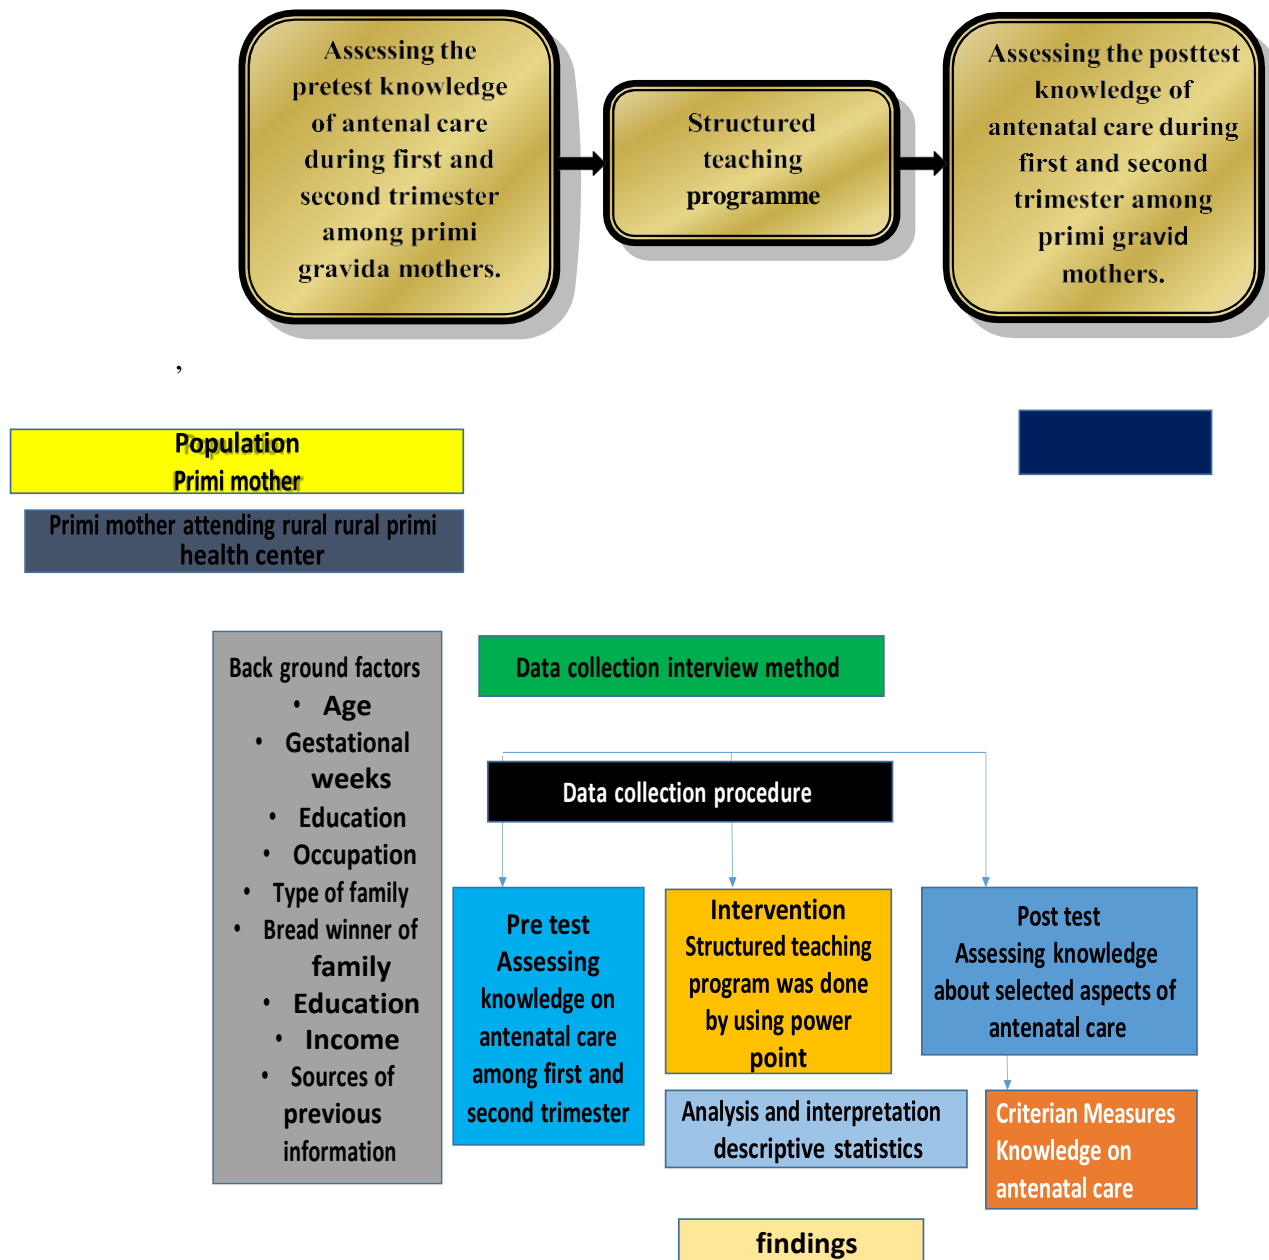 Assessing the
pretest knowledge
of antenal care
during first and
second trimester
among primi
gravida mothers.
Structured
teaching
programme
Assessing the posttest
knowledge of
antenatal care during
first and second
trimester among
primi gravid
mothers.
,
Population
Primi mother
Primi mother attending rural rural primi
health center
Back ground factors
• Age
• Gestational
weeks
• Education
• Occupation
• Type of family
• Bread winner of
family
• Education
• Income
• Sources of
previous
information
Data collection interview method
Data collection procedure
Pre test
Assessing
knowledge on
antenatal care
among first and
second trimester
Intervention
Structured teaching
program was done
by using power
point
Post test
Assessing knowledge
about selected aspects of
antenatal care
Analysis and interpretation
descriptive statistics
Criterian Measures
Knowledge on
antenatal care
findings